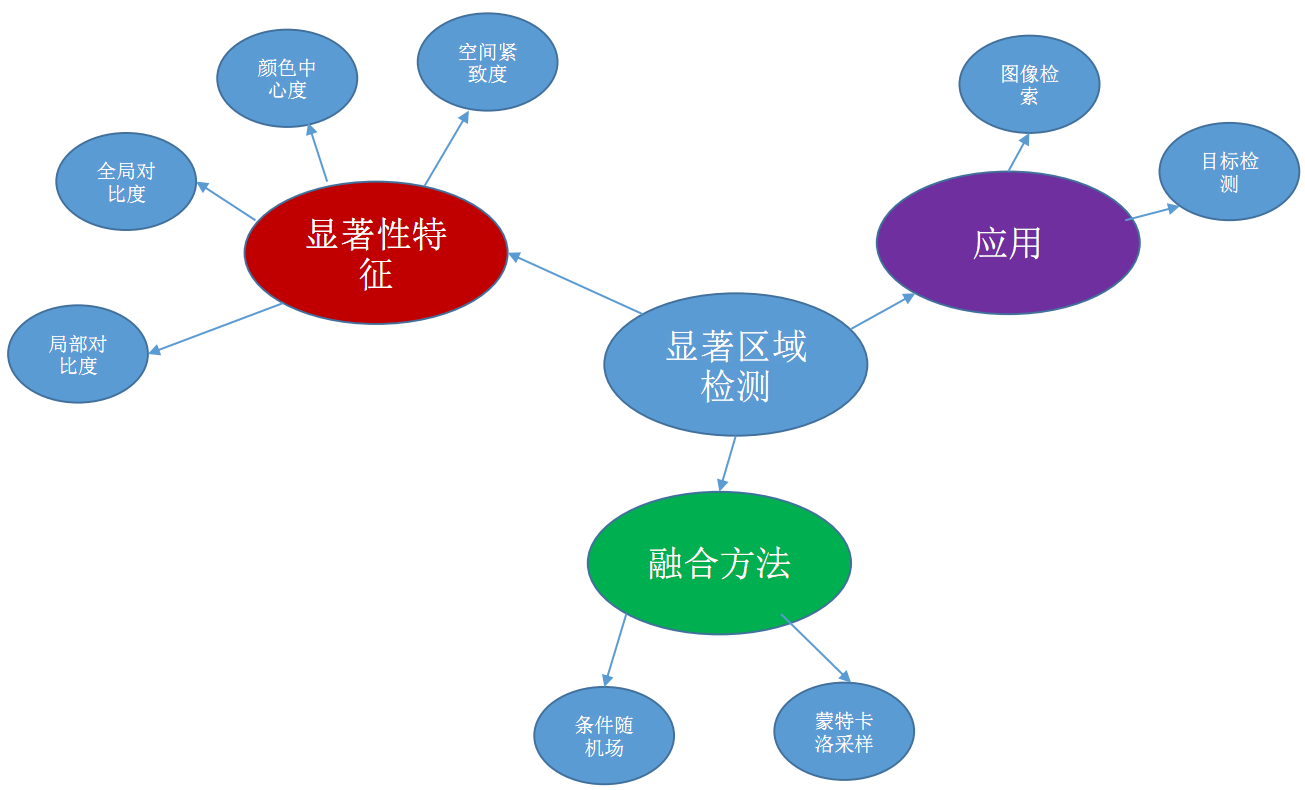 空间紧
致度
颜色中
心度
图像检
索
全局对
比度
目标检
测
显著性特
征
应用
局部对
比度
显著区域
检测
融合方法
条件随
机场
蒙特卡
洛采样